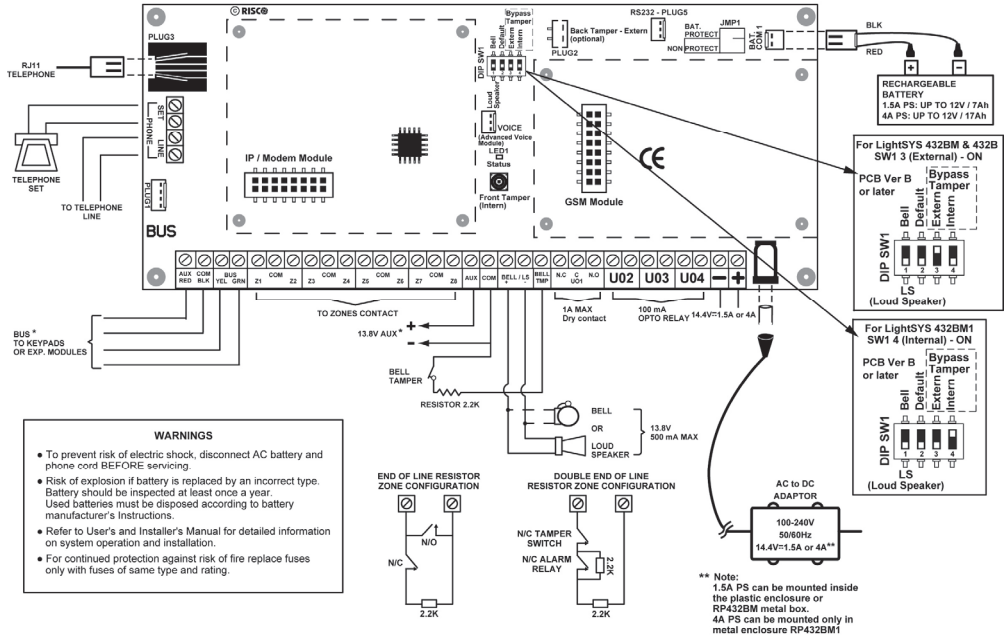 © RISCO
PLUG3
RJ11
TELEPHONE
SET
PHONE
LINE
TELEPHONE
SET
TO TELEPHONE
LINE
PLUG1
BUS
IP / Modem Module
Bypass
Tamper
Bell
Default
Extern
Intern
DIP SW1
Loud
Speaker
VOICE
(Advanced Voice
Module)
LED1
Status
Front Tamper
(Intern)
Back Tamper - Extern
(optional)
PLUG2
RS232 - PLUG5
BAT.
PROTECT
NON PROTECT
JMP1
BAT.
COM 1
GSM Module
CE
BLK
RED
+ -
RECHARGEABLE
BATTERY
1.5A PS: UP TO 12V / 7Ah
4A PS: UP TO 12V / 17Ah
For LightSYS 432BM & 432B
SW1 3 (External) - ON
PCB Ver B
or later
Bypass
Tamper
Bell
Default
Extern
Intern
DIP SW1
1 2 3 4
LS
(Loud Speaker)
For LightSYS 432BM1
SW1 4 (Internal) - ON
PCB Ver B
or later
Bypass
Tamper
Bell
Default
Extern
Intern
DIP SW1
1 2 3 4
LS
(Loud Speaker)
AUX COM BUS COM COM COM COM AUX COM BELL / LS BELL N.C C N.O U02 U03 U04 - +
RED BLK YEL GRN Z1 Z2 Z3 Z4 Z5 Z6 Z7 Z8 + - TMP UO1
BUS *
TO KEYPADS
OR EXP. MODULES
TO ZONES CONTACT
+
13.8V AUX *
-
BELL
TAMPER
RESISTOR 2.2K
1A MAX
Dry contact
100 mA
OPTO RELAY
14.4V=1.5A or 4A
BELL
OR
LOUD
SPEAKER
13.8V
500 mA MAX
WARNINGS
• To prevent risk of electric shock, disconnect AC battery and
phone cord BEFORE servicing.
• Risk of explosion if battery is replaced by an incorrect type.
Battery should be inspected at least once a year.
Used batteries must be disposed according to battery
manufacturer's Instructions.
• Refer to User's and Installer's Manual for detailed information
on system operation and installation.
• For continued protection against risk of fire replace fuses
only with fuses of same type and rating.
END OF LINE RESISTOR
ZONE CONFIGURATION
N/O
N/C
2.2K
DOUBLE END OF LINE
RESISTOR ZONE CONFIGURATION
N/C TAMPER
SWITCH
N/C ALARM
RELAY
2.2K
2.2K
AC to DC
ADAPTOR
100-240V
50/60Hz
14.4V=1.5A or 4A**
** Note:
1.5A PS can be mounted inside
the plastic enclosure or
RP432BM metal box.
4A PS can be mounted only in
metal enclosure RP432BM1